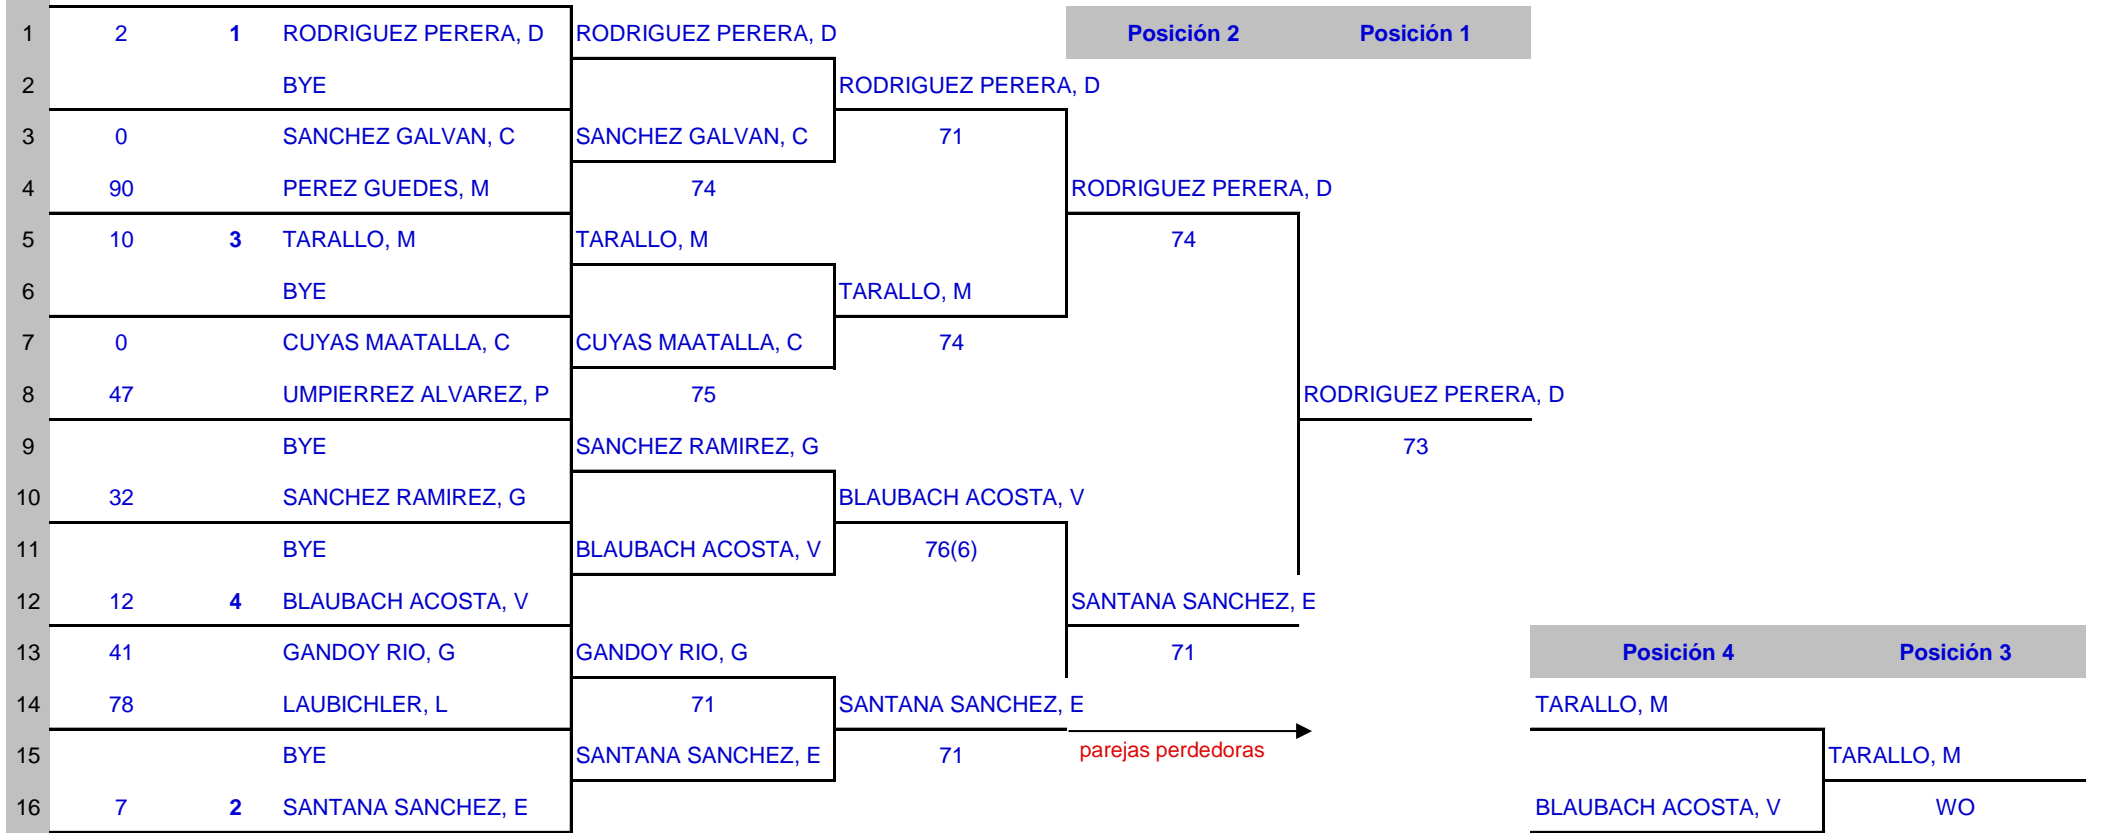 1 2 1 RODRIGUEZ PERERA, D RODRIGUEZ PERERA, D Posición 2 Posición 1
2 BYE RODRIGUEZ PERERA, D
3 0 SANCHEZ GALVAN, C SANCHEZ GALVAN, C 71
4 90 PEREZ GUEDES, M 74 RODRIGUEZ PERERA, D
5 10 3 TARALLO, M TARALLO, M 74
6 BYE TARALLO, M
7 0 CUYAS MAATALLA, C CUYAS MAATALLA, C 74
8 47 UMPIERREZ ALVAREZ, P 75 RODRIGUEZ PERERA, D
9 BYE SANCHEZ RAMIREZ, G 73
10 32 SANCHEZ RAMIREZ, G BLAUBACH ACOSTA, V
11 BYE BLAUBACH ACOSTA, V 76(6)
12 12 4 BLAUBACH ACOSTA, V SANTANA SANCHEZ, E
13 41 GANDOY RIO, G GANDOY RIO, G 71 Posición 4 Posición 3
14 78 LAUBICHLER, L 71 SANTANA SANCHEZ, E TARALLO, M
15 BYE SANTANA SANCHEZ, E 71 parejas perdedoras TARALLO, M
16 7 2 SANTANA SANCHEZ, E BLAUBACH ACOSTA, V WO